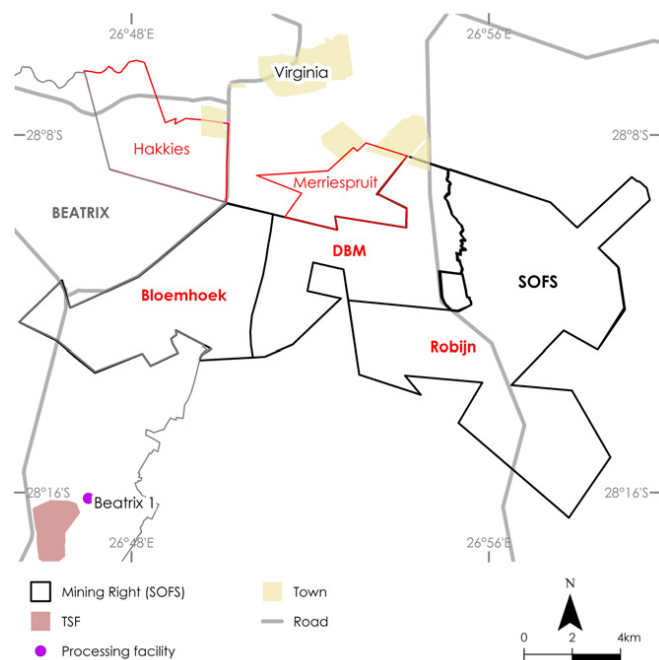 26°48'E
26°56'E
Virginia
28°8'S
28°8'S
Hakkies
Merriespruit
BEATRIX
DBM
SOFS
Bloemhoek
Robijn
28°16'S
28°16'S
Beatrix 1
26°48'E
26°56'E
Mining Right (SOFS)
Town
TSF
Road
Processing facility
N
0 2 4km